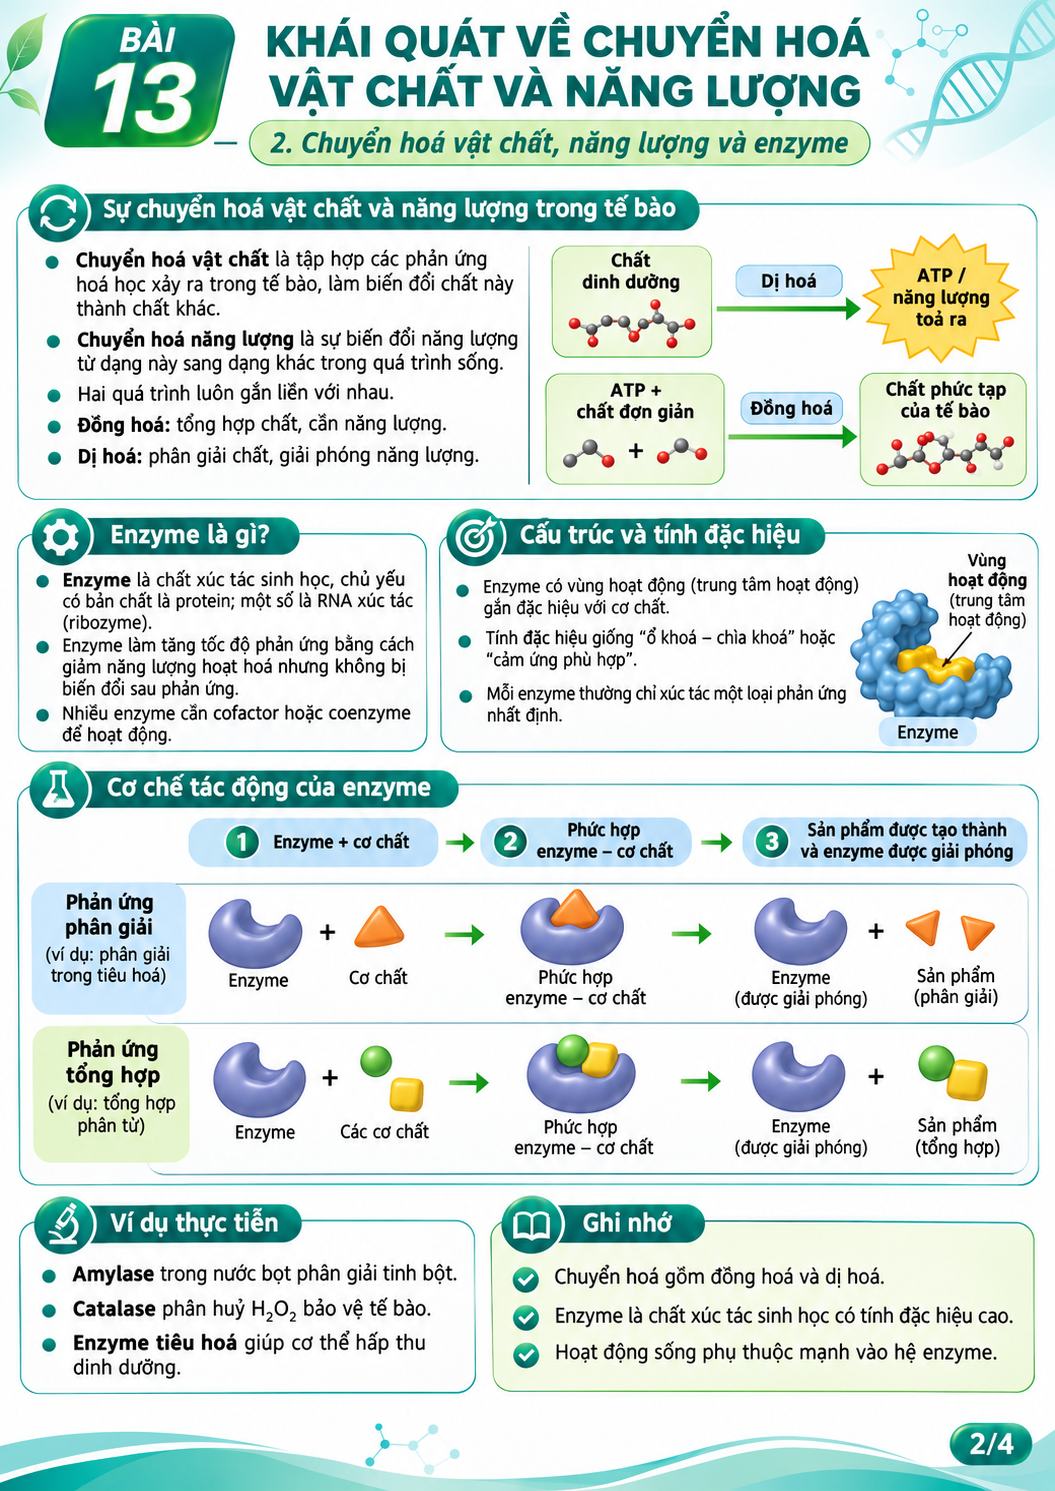 BÀI
13
KHÁI QUÁT VỀ CHUYỂN HOÁ
VẬT CHẤT VÀ NĂNG LƯỢNG
2. Chuyển hoá vật chất, năng lượng và enzyme
Sự chuyển hoá vật chất và năng lượng trong tế bào
Chuyển hoá vật chất là tập hợp các phản ứng
hoá học xảy ra trong tế bào, làm biến đổi chất này
thành chất khác.
Chuyển hoá năng lượng là sự biến đổi năng lượng
từ dạng này sang dạng khác trong quá trình sống.
Hai quá trình luôn gắn liền với nhau.
Đồng hoá: tổng hợp chất, cần năng lượng.
Dị hoá: phân giải chất, giải phóng năng lượng.
Chất
dinh dưỡng
Dị hoá
ATP /
năng lượng
toả ra
ATP +
chất đơn giản
+
Đồng hoá
Chất phức tạp
của tế bào
Enzyme là gì?
Enzyme là chất xúc tác sinh học, chủ yếu
có bản chất là protein; một số là RNA xúc tác
(ribozyme).
Enzyme làm tăng tốc độ phản ứng bằng cách
giảm năng lượng hoạt hoá nhưng không bị
biến đổi sau phản ứng.
Nhiều enzyme cần cofactor hoặc coenzyme
để hoạt động.
Cấu trúc và tính đặc hiệu
Enzyme có vùng hoạt động (trung tâm hoạt động)
gắn đặc hiệu với cơ chất.
Tính đặc hiệu giống “ổ khoá – chìa khoá” hoặc
“cảm ứng phù hợp”.
Mỗi enzyme thường chỉ xúc tác một loại phản ứng
nhất định.
Vùng
hoạt động
(trung tâm
hoạt động)
Enzyme
Cơ chế tác động của enzyme
1 Enzyme + cơ chất
2 Phức hợp
enzyme – cơ chất
3 Sản phẩm được tạo thành
và enzyme được giải phóng
Phản ứng
phân giải
(ví dụ: phân giải
trong tiêu hoá)
Enzyme
+
Cơ chất
Phức hợp
enzyme – cơ chất
Enzyme
(được giải phóng)
+
Sản phẩm
(phân giải)
Phản ứng
tổng hợp
(ví dụ: tổng hợp
phân tử)
Enzyme
+
Các cơ chất
Phức hợp
enzyme – cơ chất
Enzyme
(được giải phóng)
+
Sản phẩm
(tổng hợp)
Ví dụ thực tiễn
Amylase trong nước bọt phân giải tinh bột.
Catalase phân huỷ H₂O₂ bảo vệ tế bào.
Enzyme tiêu hoá giúp cơ thể hấp thu
dinh dưỡng.
Ghi nhớ
Chuyển hoá gồm đồng hoá và dị hoá.
Enzyme là chất xúc tác sinh học có tính đặc hiệu cao.
Hoạt động sống phụ thuộc mạnh vào hệ enzyme.
2/4